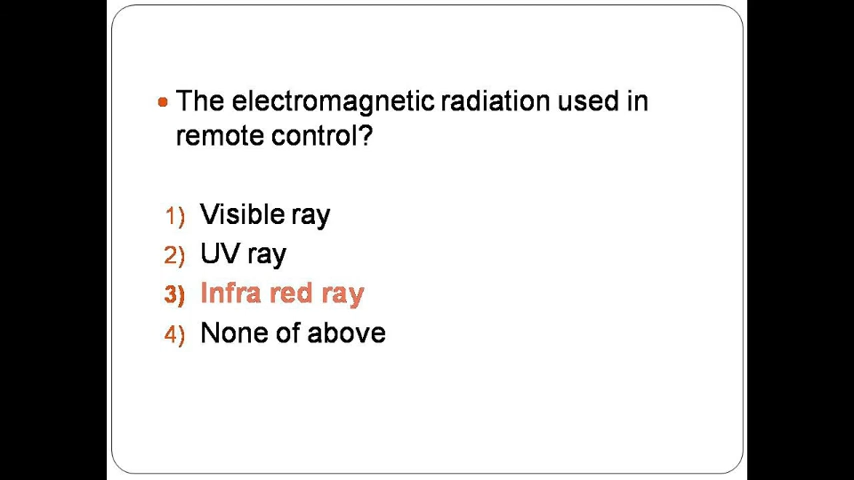 • The electromagnetic radiation used in
remote control?
1) Visible ray
2) UV ray
3) Infra red ray
4) None of above